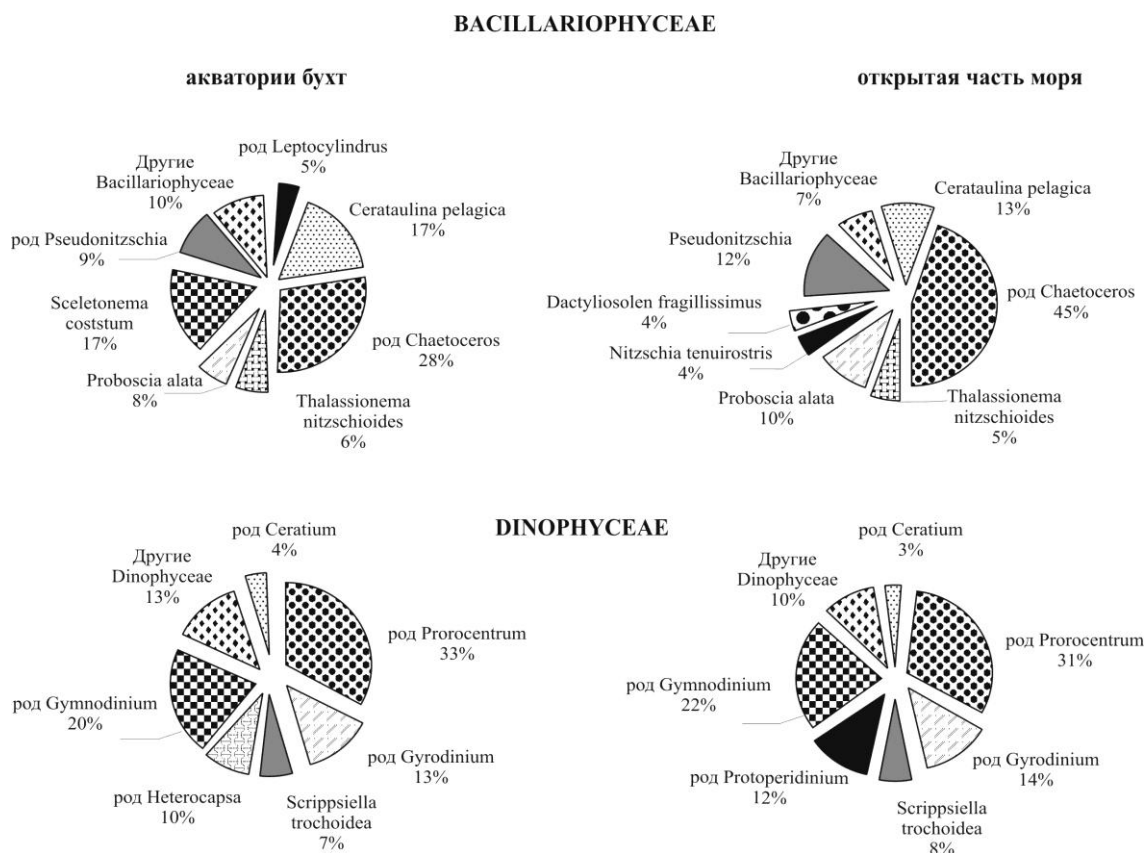 BACILLARIOPHYCEAE
акватории бухт
открытая часть моря
род Leptocylindrus
5%
Cerataulina pelagica
17%
род Chaetoceros
28%
Thalassionema
nitzschioides
6%
Proboscia alata
8%
Sceletonema
coststum
17%
род Pseudonitzschia
9%
Другие
Bacillariophyceae
10%
Cerataulina pelagica
13%
род Chaetoceros
45%
Thalassionema
nitzschioides
5%
Proboscia alata
10%
Nitzschia tenuirostris
4%
Dactyliosolen fragillissimus
4%
Pseudonitzschia
12%
Другие
Bacillariophyceae
7%
DINOPHYCEAE
род Ceratium
4%
род Prorocentrum
33%
род Gyrodinium
13%
Scrippsiella
trochoidea
7%
род Heterocapsa
10%
род Gymnodinium
20%
Другие
Dinophyceae
13%
род Ceratium
3%
род Prorocentrum
31%
род Gyrodinium
14%
Scrippsiella
trochoidea
8%
род Protoperidinium
12%
род Gymnodinium
22%
Другие
Dinophyceae
10%